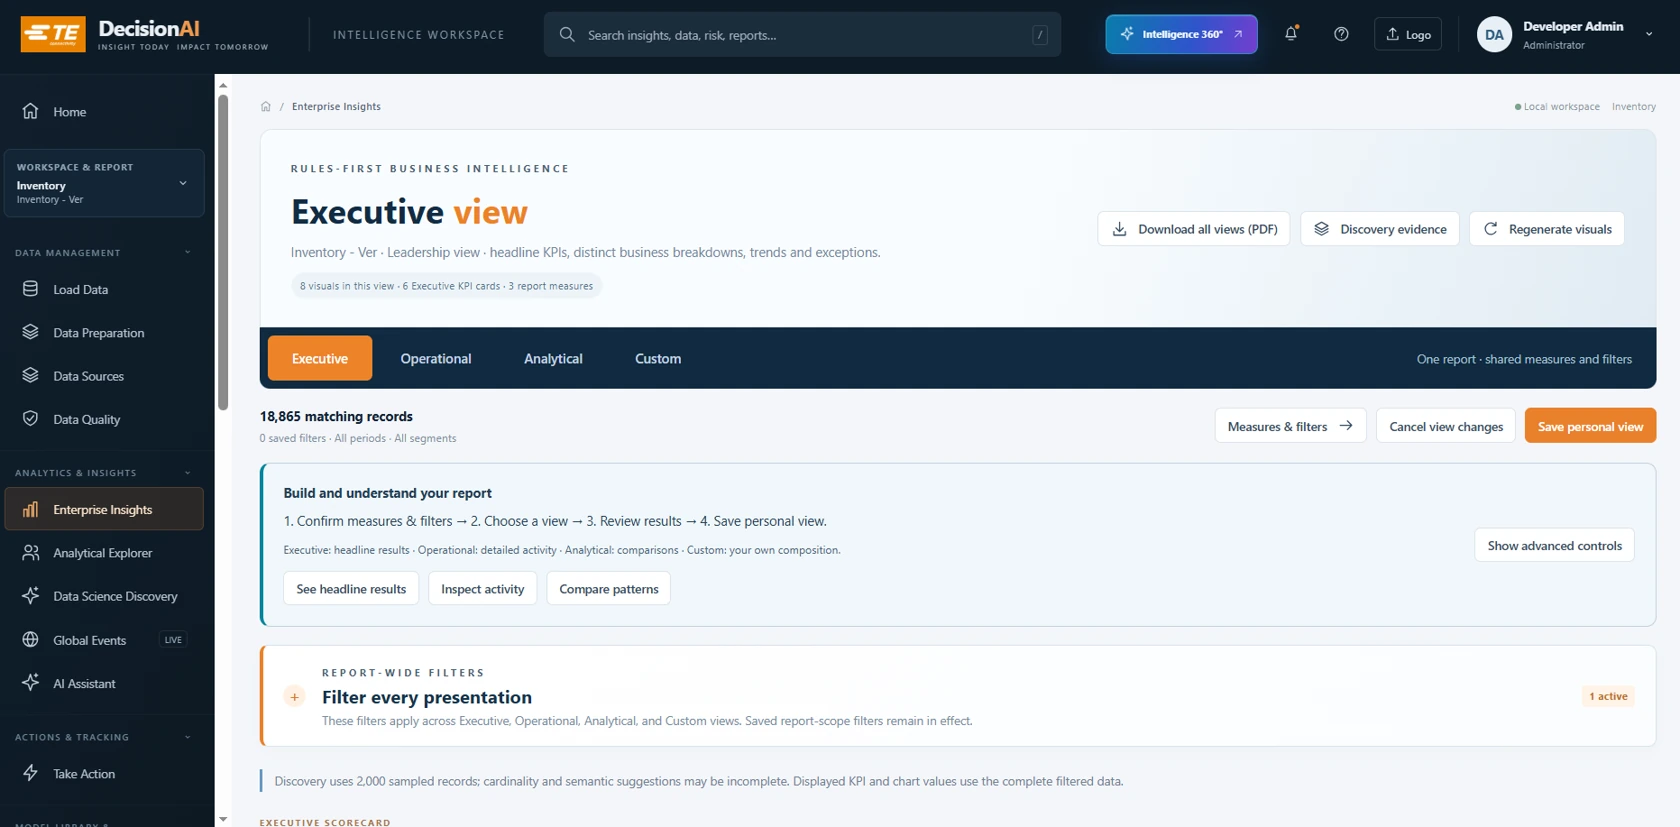 TE
connectivity
DecisionAI
INSIGHT TODAY IMPACT TOMORROW
INTELLIGENCE WORKSPACE
Search insights, data, risk, reports...
/
Intelligence 360°
Logo
DA
Developer Admin
Administrator
Home
WORKSPACE & REPORT
Inventory
Inventory - Ver
DATA MANAGEMENT
Load Data
Data Preparation
Data Sources
Data Quality
ANALYTICS & INSIGHTS
Enterprise Insights
Analytical Explorer
Data Science Discovery
Global Events
LIVE
AI Assistant
ACTIONS & TRACKING
Take Action
MODEL LIBRARY &
/ Enterprise Insights
Local workspace Inventory
RULES-FIRST BUSINESS INTELLIGENCE
Executive view
Inventory - Ver · Leadership view · headline KPIs, distinct business breakdowns, trends and exceptions.
8 visuals in this view · 6 Executive KPI cards · 3 report measures
Download all views (PDF)
Discovery evidence
Regenerate visuals
Executive
Operational
Analytical
Custom
One report · shared measures and filters
18,865 matching records
0 saved filters · All periods · All segments
Measures & filters →
Cancel view changes
Save personal view
Build and understand your report
1. Confirm measures & filters → 2. Choose a view → 3. Review results → 4. Save personal view.
Executive: headline results · Operational: detailed activity · Analytical: comparisons · Custom: your own composition.
See headline results
Inspect activity
Compare patterns
Show advanced controls
REPORT-WIDE FILTERS
+ Filter every presentation
These filters apply across Executive, Operational, Analytical, and Custom views. Saved report-scope filters remain in effect.
1 active
Discovery uses 2,000 sampled records; cardinality and semantic suggestions may be incomplete. Displayed KPI and chart values use the complete filtered data.
EXECUTIVE SCORECARD